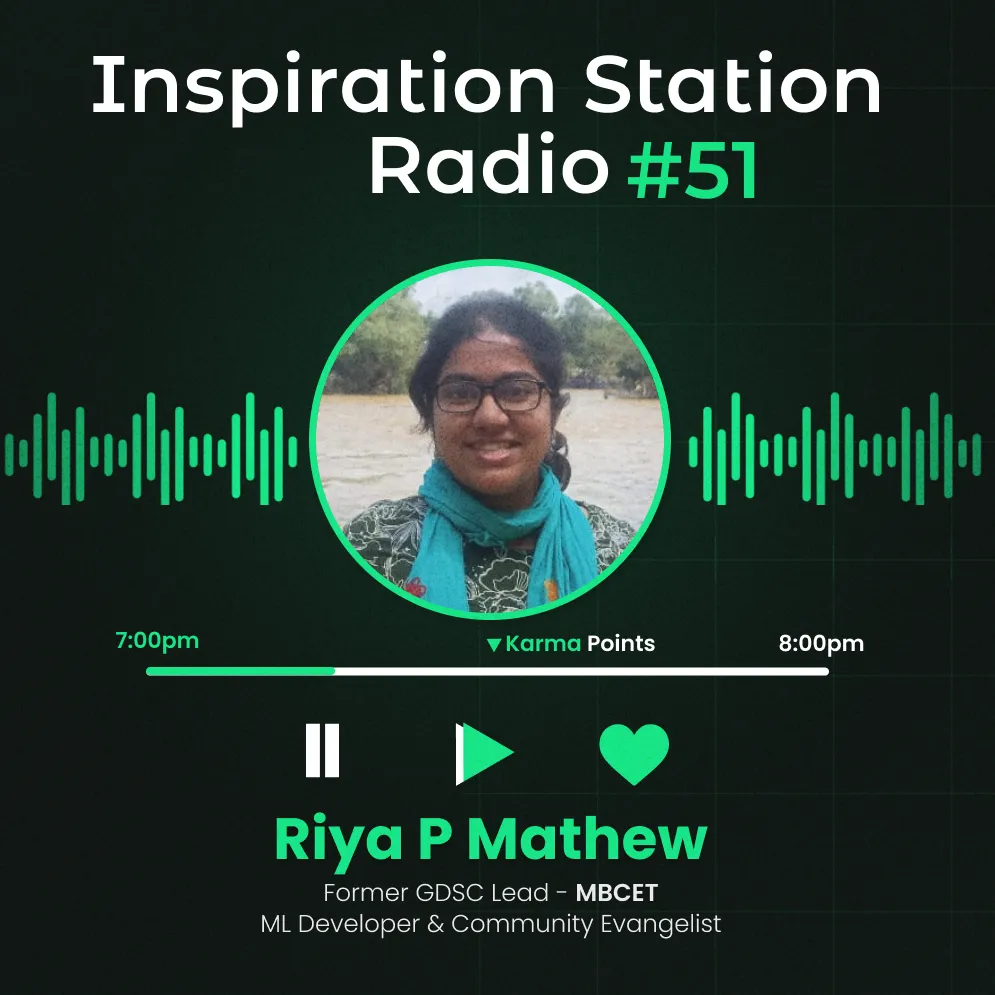 Inspiration Station
Radio #51
7:00pm
Karma Points
8:00pm
Riya P Mathew
Former GDSC Lead - MBCET
ML Developer & Community Evangelist